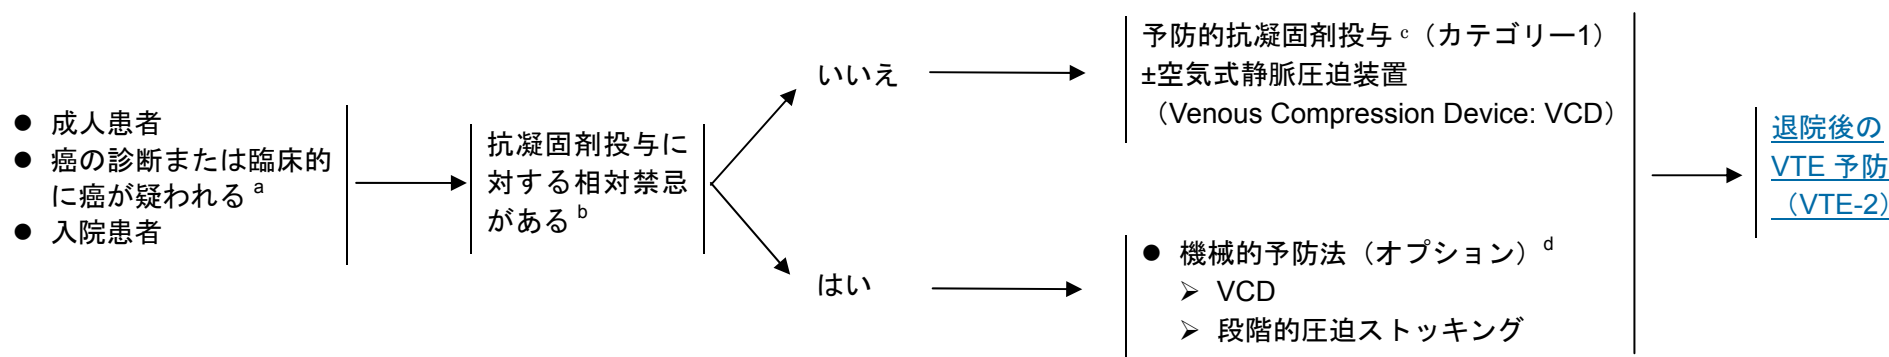 ● 成人患者
● 癌の診断または臨床的
に癌が疑われる a
● 入院患者
抗凝固剤投与に
対する相対禁忌
がある b
いいえ
予防的抗凝固剤投与 c（カテゴリー1）
±空気式静脈圧迫装置
（Venous Compression Device: VCD）
はい
● 機械的予防法（オプション）d
➢ VCD
➢ 段階的圧迫ストッキング
退院後の
VTE 予防
（VTE-2）